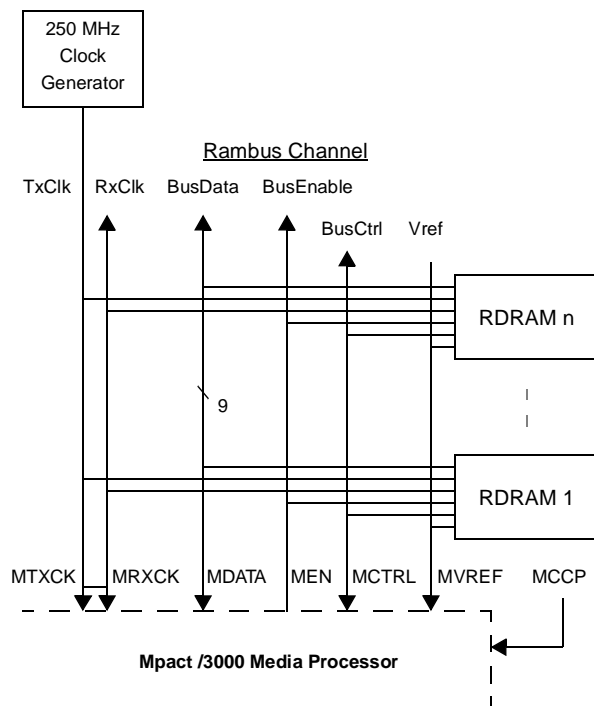 250 MHz
Clock
Generator
Rambus Channel
TxClk RxClk BusData BusEnable
BusCtrl Vref
RDRAM n
9
RDRAM 1
MTXCK MRXCK MDATA MEN MCTRL MVREF MCCP
Mpact /3000 Media Processor